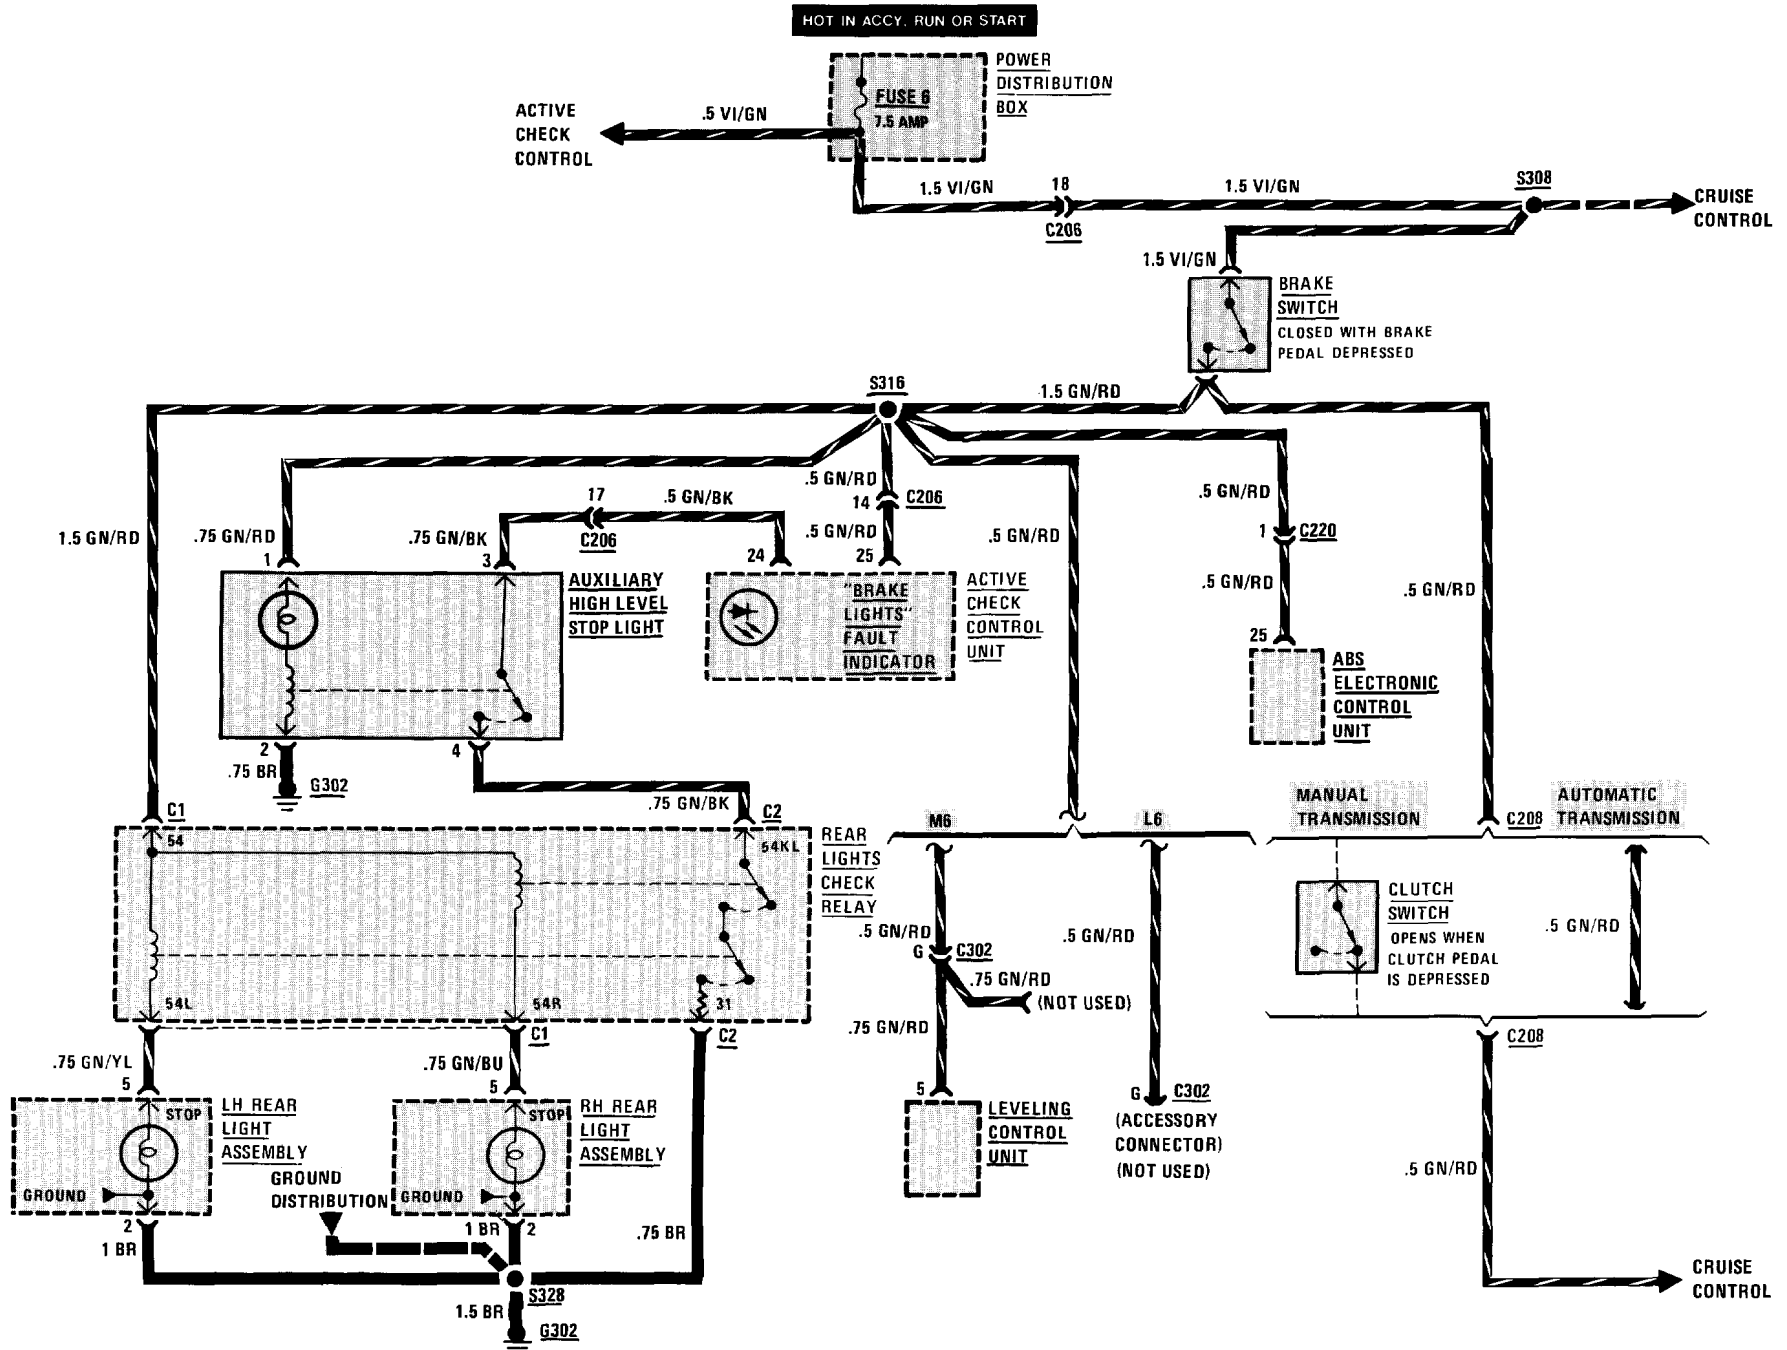 HOT IN ACCY, RUN OR START
POWER
DISTRIBUTION
BOX
FUSE 6
7.5 AMP
ACTIVE
CHECK
CONTROL
.5 VI/GN
1.5 VI/GN
18
C206
1.5 VI/GN
S308
CRUISE
CONTROL
1.5 VI/GN
BRAKE
SWITCH
CLOSED WITH BRAKE
PEDAL DEPRESSED
S316
1.5 GN/RD
1.5 GN/RD
.75 GN/RD
1
.75 GN/BK
3
17
C206
.5 GN/BK
24
.5 GN/RD
14
C206
.5 GN/RD
25
.5 GN/RD
.5 GN/RD
1
C220
.5 GN/RD
25
.5 GN/RD
AUXILIARY
HIGH LEVEL
STOP LIGHT
"BRAKE
LIGHTS"
FAULT
INDICATOR
ACTIVE
CHECK
CONTROL
UNIT
ABS
ELECTRONIC
CONTROL
UNIT
2
.75 BR
G302
4
.75 GN/BK
C1
C2
54
54KL
REAR
LIGHTS
CHECK
RELAY
54L
54R
31
C1
C2
M6
L6
.5 GN/RD
G
C302
.75 GN/RD
(NOT USED)
.75 GN/RD
5
LEVELING
CONTROL
UNIT
.5 GN/RD
G
C302
(ACCESSORY
CONNECTOR)
(NOT USED)
MANUAL
TRANSMISSION
C208
AUTOMATIC
TRANSMISSION
CLUTCH
SWITCH
OPENS WHEN
CLUTCH PEDAL
IS DEPRESSED
.5 GN/RD
C208
.5 GN/RD
CRUISE
CONTROL
.75 GN/YL
5
.75 GN/BU
5
STOP
LH REAR
LIGHT
ASSEMBLY
GROUND
STOP
RH REAR
LIGHT
ASSEMBLY
GROUND
GROUND
DISTRIBUTION
2
1 BR
1 BR
2
.75 BR
S328
1.5 BR
G302